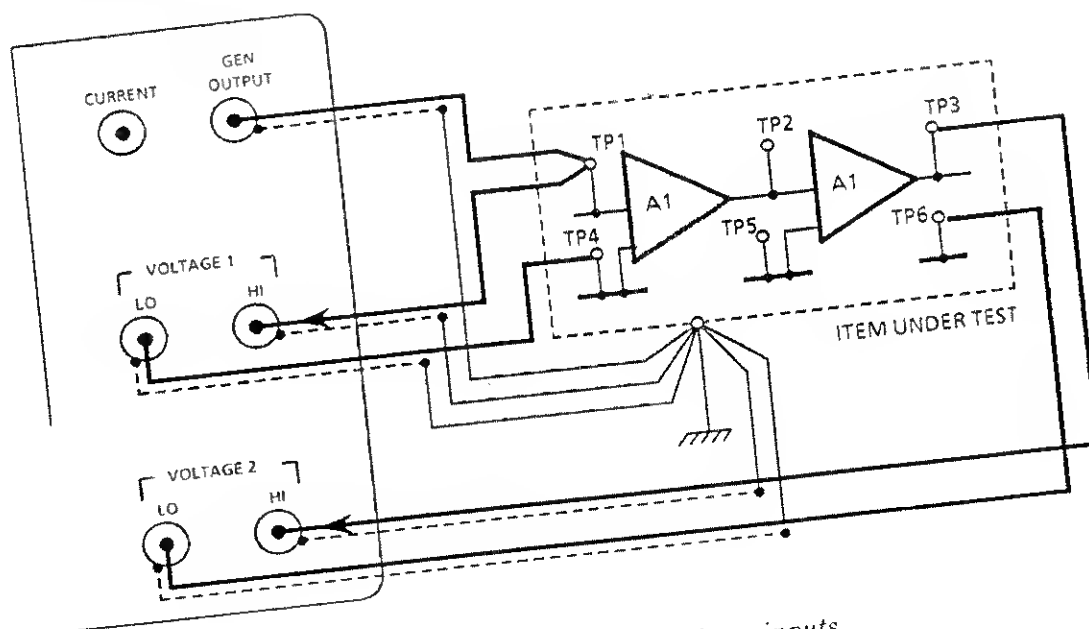 GEN
OUTPUT
CURRENT
TP1
TP2
TP3
A1
A1
TP4
TP5
TP6
ITEM UNDER TEST
VOLTAGE 1
LO
HI
VOLTAGE 2
LO
HI
inputs